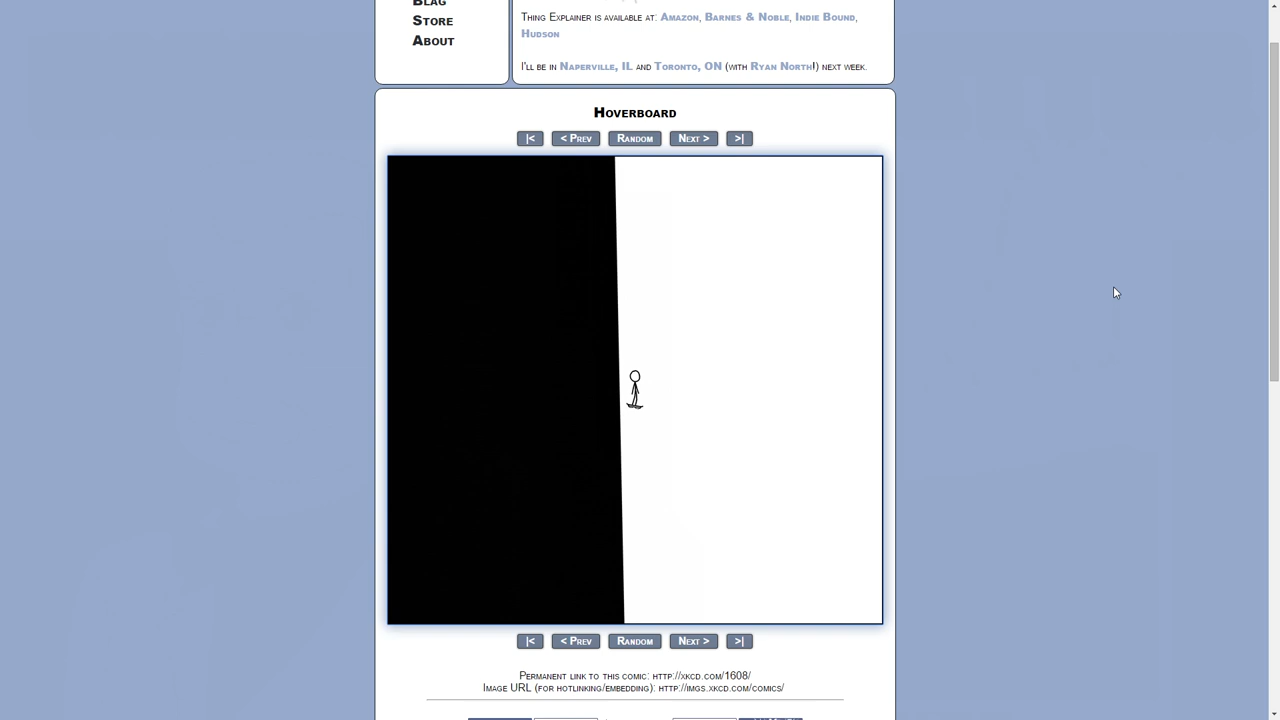 Blag
Store
About
Thing Explainer is available at: Amazon, Barnes & Noble, Indie Bound,
Hudson
I'll be in Naperville, IL and Toronto, ON (with Ryan North!) next week.
Hoverboard
|< < Prev Random Next > >|
|< < Prev Random Next > >|
Permanent link to this comic: http://xkcd.com/1608/
Image URL (for hotlinking/embedding): http://imgs.xkcd.com/comics/